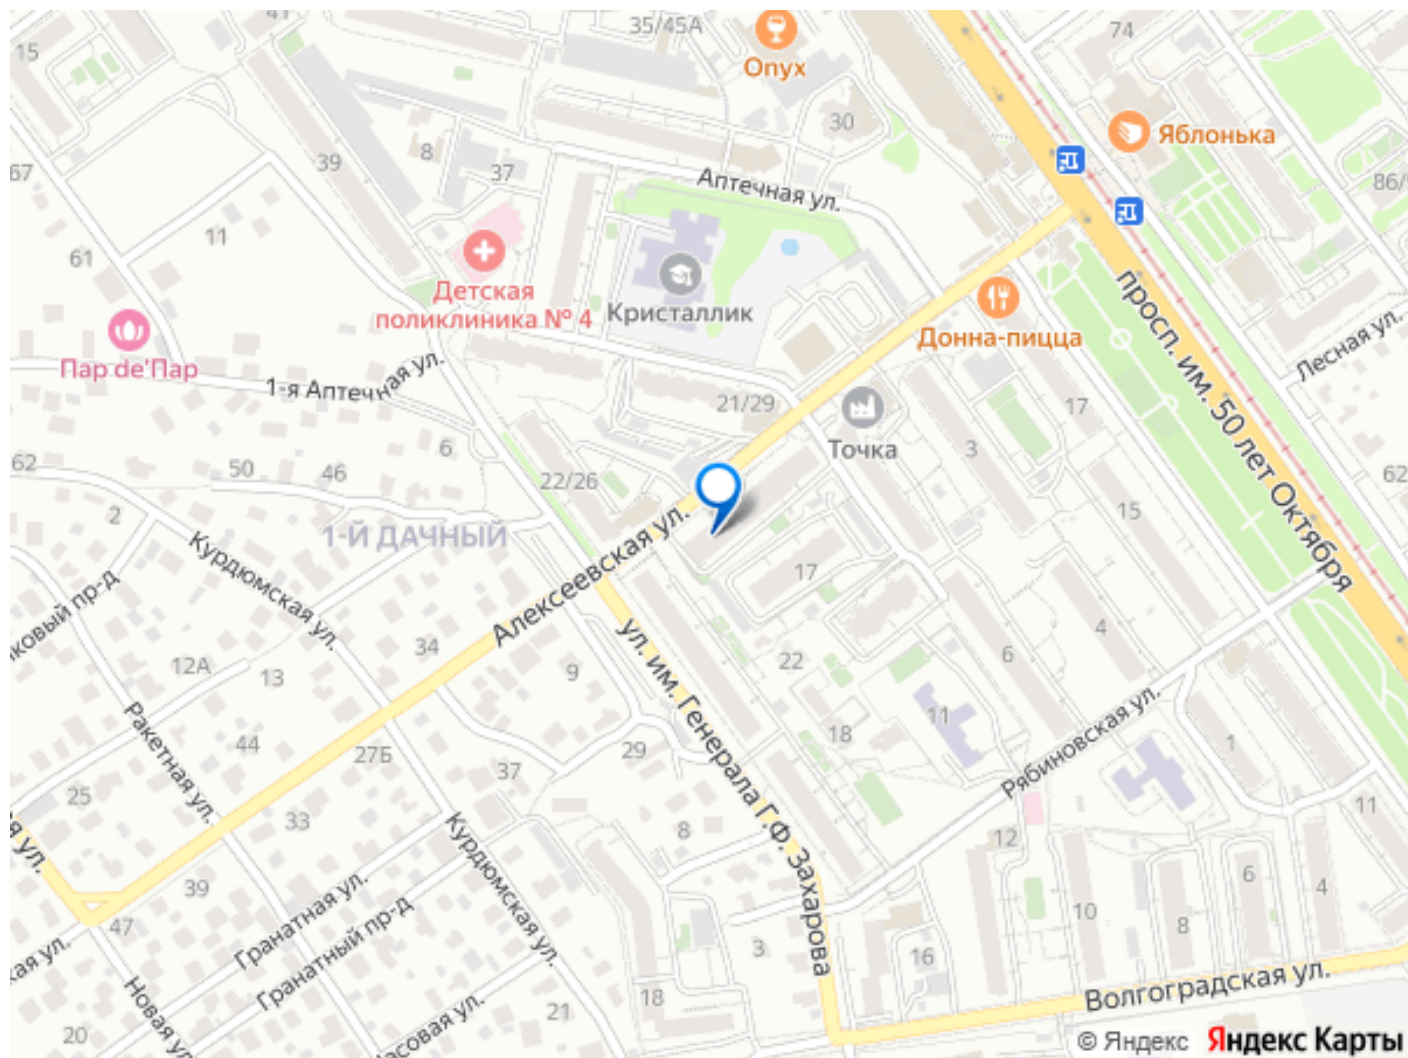 41
35/45А
Onyx
74
15
30
Яблонька
39
8
37
67
Аптечная ул.
86/
11
61
Детская
поликлиника № 4
Кристаллик
Донна-пицца
просп. им. 50 лет Октября
Лесная ул.
Пар de'Пар
1-я Аптечная ул.
21/29
17
Точка
3
6
62
50
46
22/26
62
15
2
1-Й ДАЧНЫЙ
Курдюмская ул.
Алексеевская ул.
17
4
34
12А
13
9
ул. им. Генерала Г.Ф. Захарова
22
6
11
18
Рябиновская ул.
1
Ракетная ул.
44
27Б
29
37
25
33
8
12
11
Курдюмская ул.
39
6
4
47
Гранатная ул.
Гранатный пр-д
10
8
3
16
Новая ул.
18
21
20
Волгоградская ул.
© Яндекс
Яндекс Карты